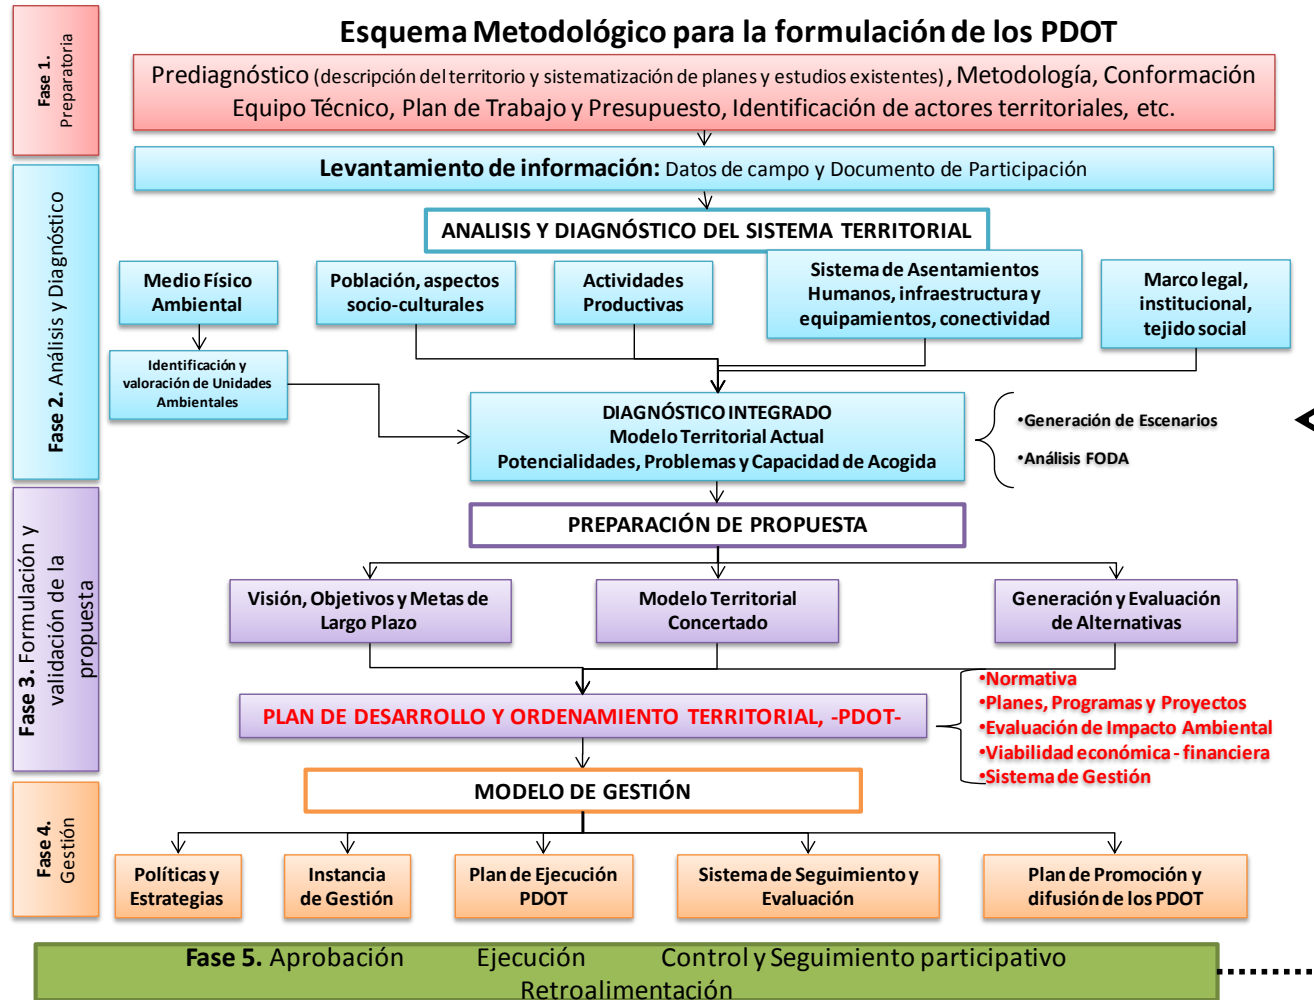 Esquema Metodológico para la formulación de los PDOT
Fase 1.
Preparatoria
Prediagnóstico (descripción del territorio y sistematización de planes y estudios existentes), Metodología, Conformación
Equipo Técnico, Plan de Trabajo y Presupuesto, Identificación de actores territoriales, etc.
Fase 2. Análisis y Diagnóstico
Levantamiento de información: Datos de campo y Documento de Participación
ANALISIS Y DIAGNÓSTICO DEL SISTEMA TERRITORIAL
Medio Físico
Ambiental
Población, aspectos
socio-culturales
Actividades
Productivas
Sistema de Asentamientos
Humanos, infraestructura y
equipamientos, conectividad
Marco legal,
institucional,
tejido social
Identificación y
valoración de Unidades
Ambientales
DIAGNÓSTICO INTEGRADO
Modelo Territorial Actual
Potencialidades, Problemas y Capacidad de Acogida
•Generación de Escenarios
•Análisis FODA
Fase 3. Formulación y
validación de la
propuesta
PREPARACIÓN DE PROPUESTA
Visión, Objetivos y Metas de
Largo Plazo
Modelo Territorial
Concertado
Generación y Evaluación
de Alternativas
PLAN DE DESARROLLO Y ORDENAMIENTO TERRITORIAL, -PDOT-
•Normativa
•Planes, Programas y Proyectos
•Evaluación de Impacto Ambiental
•Viabilidad económica - financiera
•Sistema de Gestión
Fase 4.
Gestión
MODELO DE GESTIÓN
Políticas y
Estrategias
Instancia
de Gestión
Plan de Ejecución
PDOT
Sistema de Seguimiento y
Evaluación
Plan de Promoción y
difusión de los PDOT
Fase 5. Aprobación Ejecución Control y Seguimiento participativo
Retroalimentación